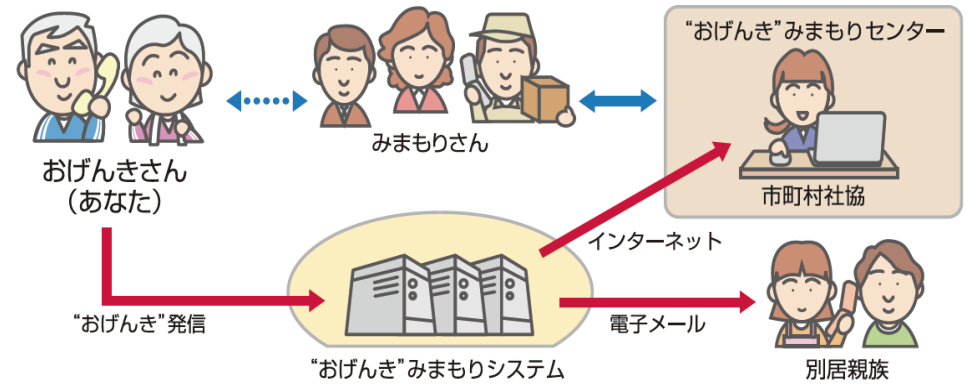 “おげんき”みまもりセンター
みまもりさん
おげんきさん
（あなた）
市町村社協
インターネット
“おげんき”発信
電子メール
“おげんき”みまもりシステム
別居親族